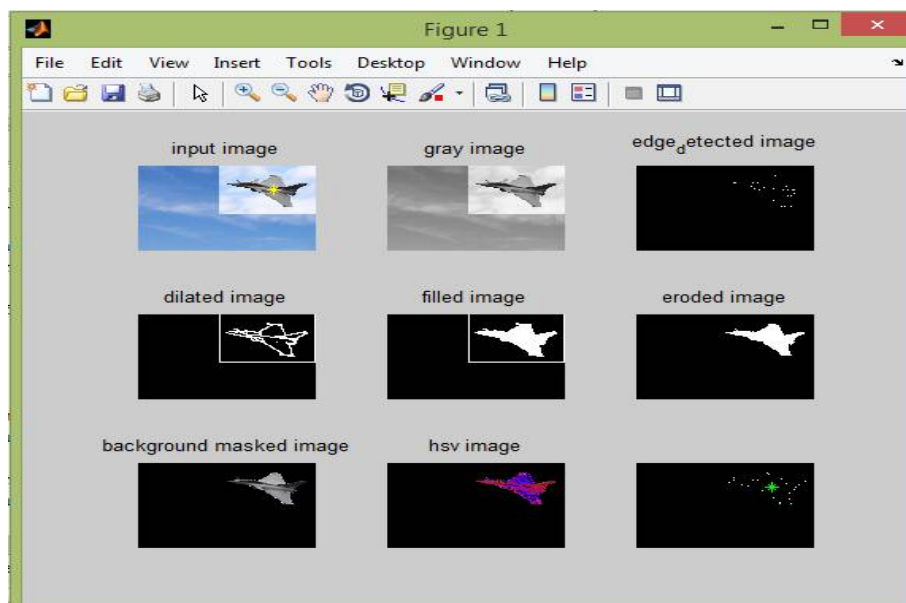 Figure 1
File Edit View Insert Tools Desktop Window Help
input image gray image edge_detected image
dilated image filled image eroded image
background masked image hsv image